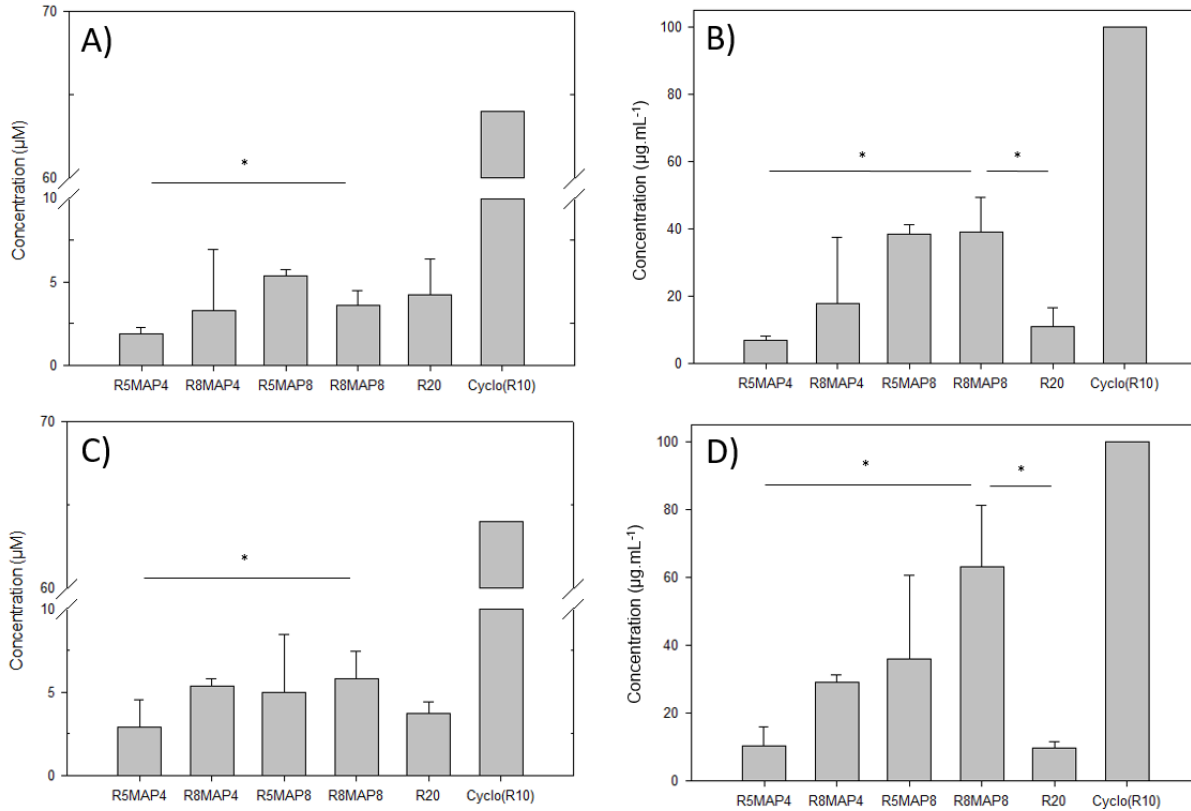 A)
70
60
10
5
0
Concentration (µM)
*
R5MAP4 R8MAP4 R5MAP8 R8MAP8 R20 Cyclo(R10)
B)
100
80
60
40
20
0
Concentration (µg.mL⁻¹)
* *
R5MAP4 R8MAP4 R5MAP8 R8MAP8 R20 Cyclo(R10)
C)
70
60
10
5
0
Concentration (µM)
*
R5MAP4 R8MAP4 R5MAP8 R8MAP8 R20 Cyclo(R10)
D)
100
80
60
40
20
0
Concentration (µg.mL⁻¹)
* *
R5MAP4 R8MAP4 R5MAP8 R8MAP8 R20 Cyclo(R10)